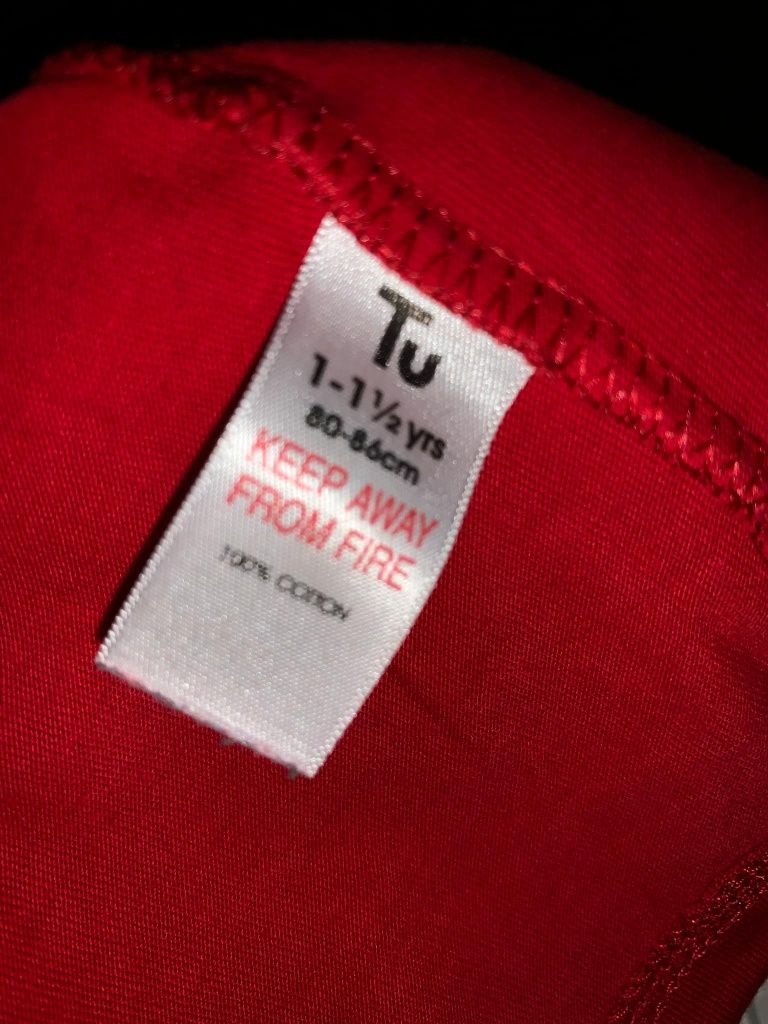 Tu
1-1½ yrs
80-86cm
KEEP AWAY
FROM FIRE
100% COTTON